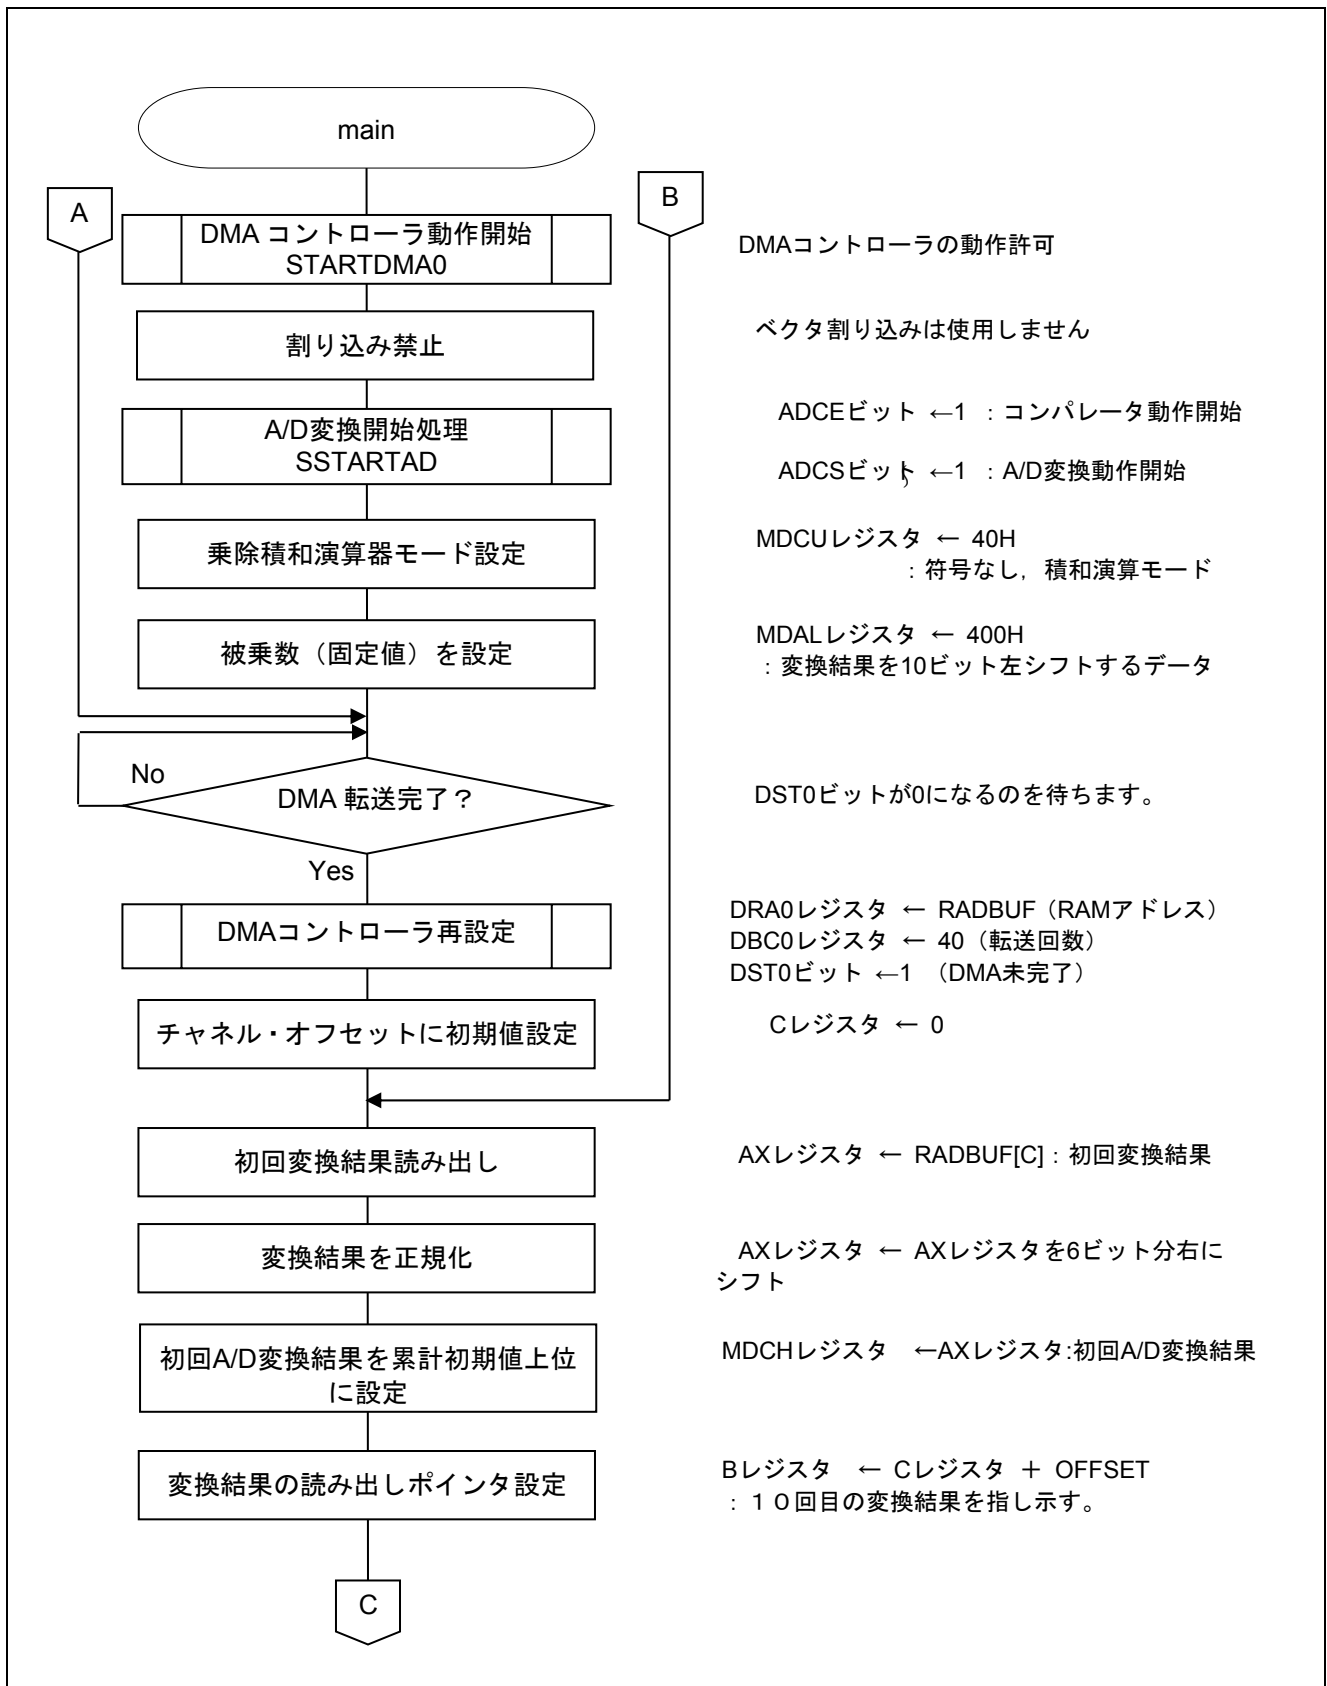 main
A
B
DMA コントローラ動作開始
STARTDMA0
DMAコントローラの動作許可
割り込み禁止
ベクタ割り込みは使用しません
A/D変換開始処理
SSTARTAD
ADCEビット ←1 ：コンパレータ動作開始
ADCSビット ←1 ：A/D変換動作開始
乗除積和演算器モード設定
MDCUレジスタ ← 40H
：符号なし，積和演算モード
被乗数（固定値）を設定
MDALレジスタ ← 400H
：変換結果を10ビット左シフトするデータ
No
DMA 転送完了？
DST0ビットが0になるのを待ちます。
Yes
DMAコントローラ再設定
DRA0レジスタ ← RADBUF（RAMアドレス）
DBC0レジスタ ← 40（転送回数）
DST0ビット ←1 （DMA未完了）
チャネル・オフセットに初期値設定
Cレジスタ ← 0
初回変換結果読み出し
AXレジスタ ← RADBUF[C]：初回変換結果
変換結果を正規化
AXレジスタ ← AXレジスタを6ビット分右に
シフト
初回A/D変換結果を累計初期値上位
に設定
MDCHレジスタ ←AXレジスタ:初回A/D変換結果
変換結果の読み出しポインタ設定
Bレジスタ ← Cレジスタ ＋ OFFSET
：１０回目の変換結果を指し示す。
C